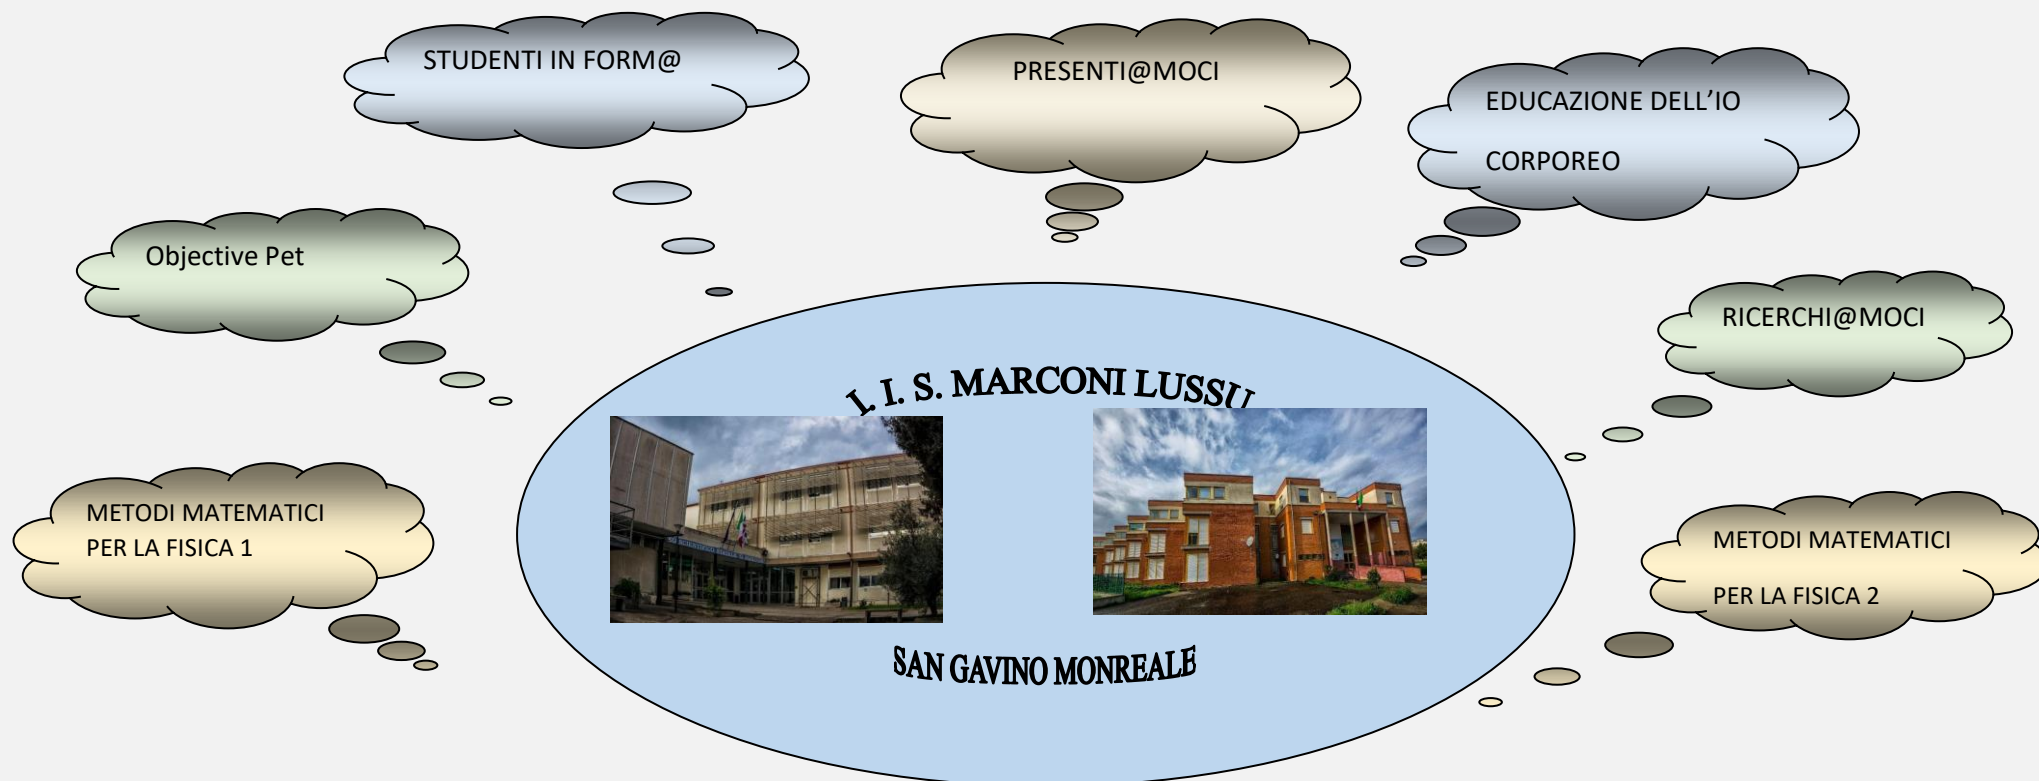 STUDENTI IN FORM@
PRESENTI@MOCI
EDUCAZIONE DELL'IO
CORPOREO
Objective Pet
RICERCHI@MOCI
I. I. S. MARCONI LUSSU
METODI MATEMATICI
PER LA FISICA 1
METODI MATEMATICI
PER LA FISICA 2
SAN GAVINO MONREALE